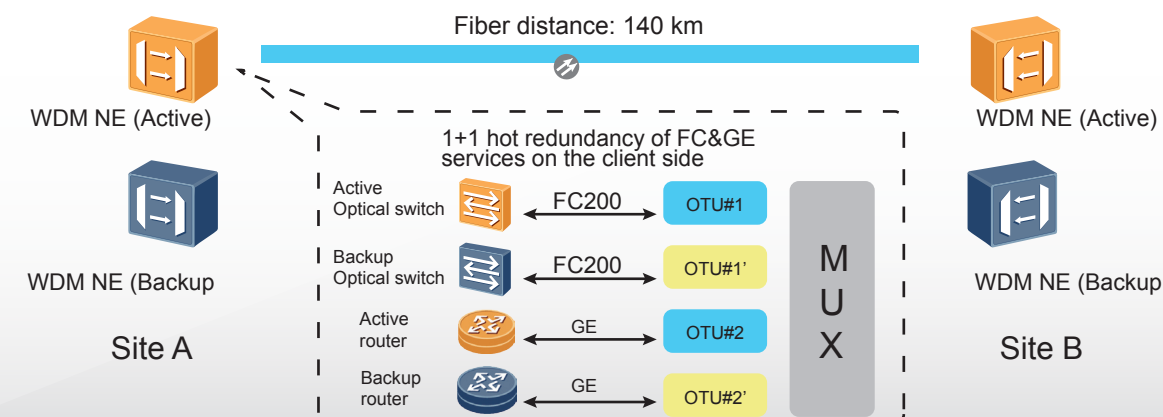 Fiber distance: 140 km
WDM NE (Active)
WDM NE (Active)
1+1 hot redundancy of FC&GE
services on the client side
Active
Optical switch
FC200
OTU#1
Backup
Optical switch
FC200
OTU#1’
WDM NE (Backup
WDM NE (Backup
Active
router
GE
OTU#2
Site A
Site B
Backup
router
GE
OTU#2’
M
U
X